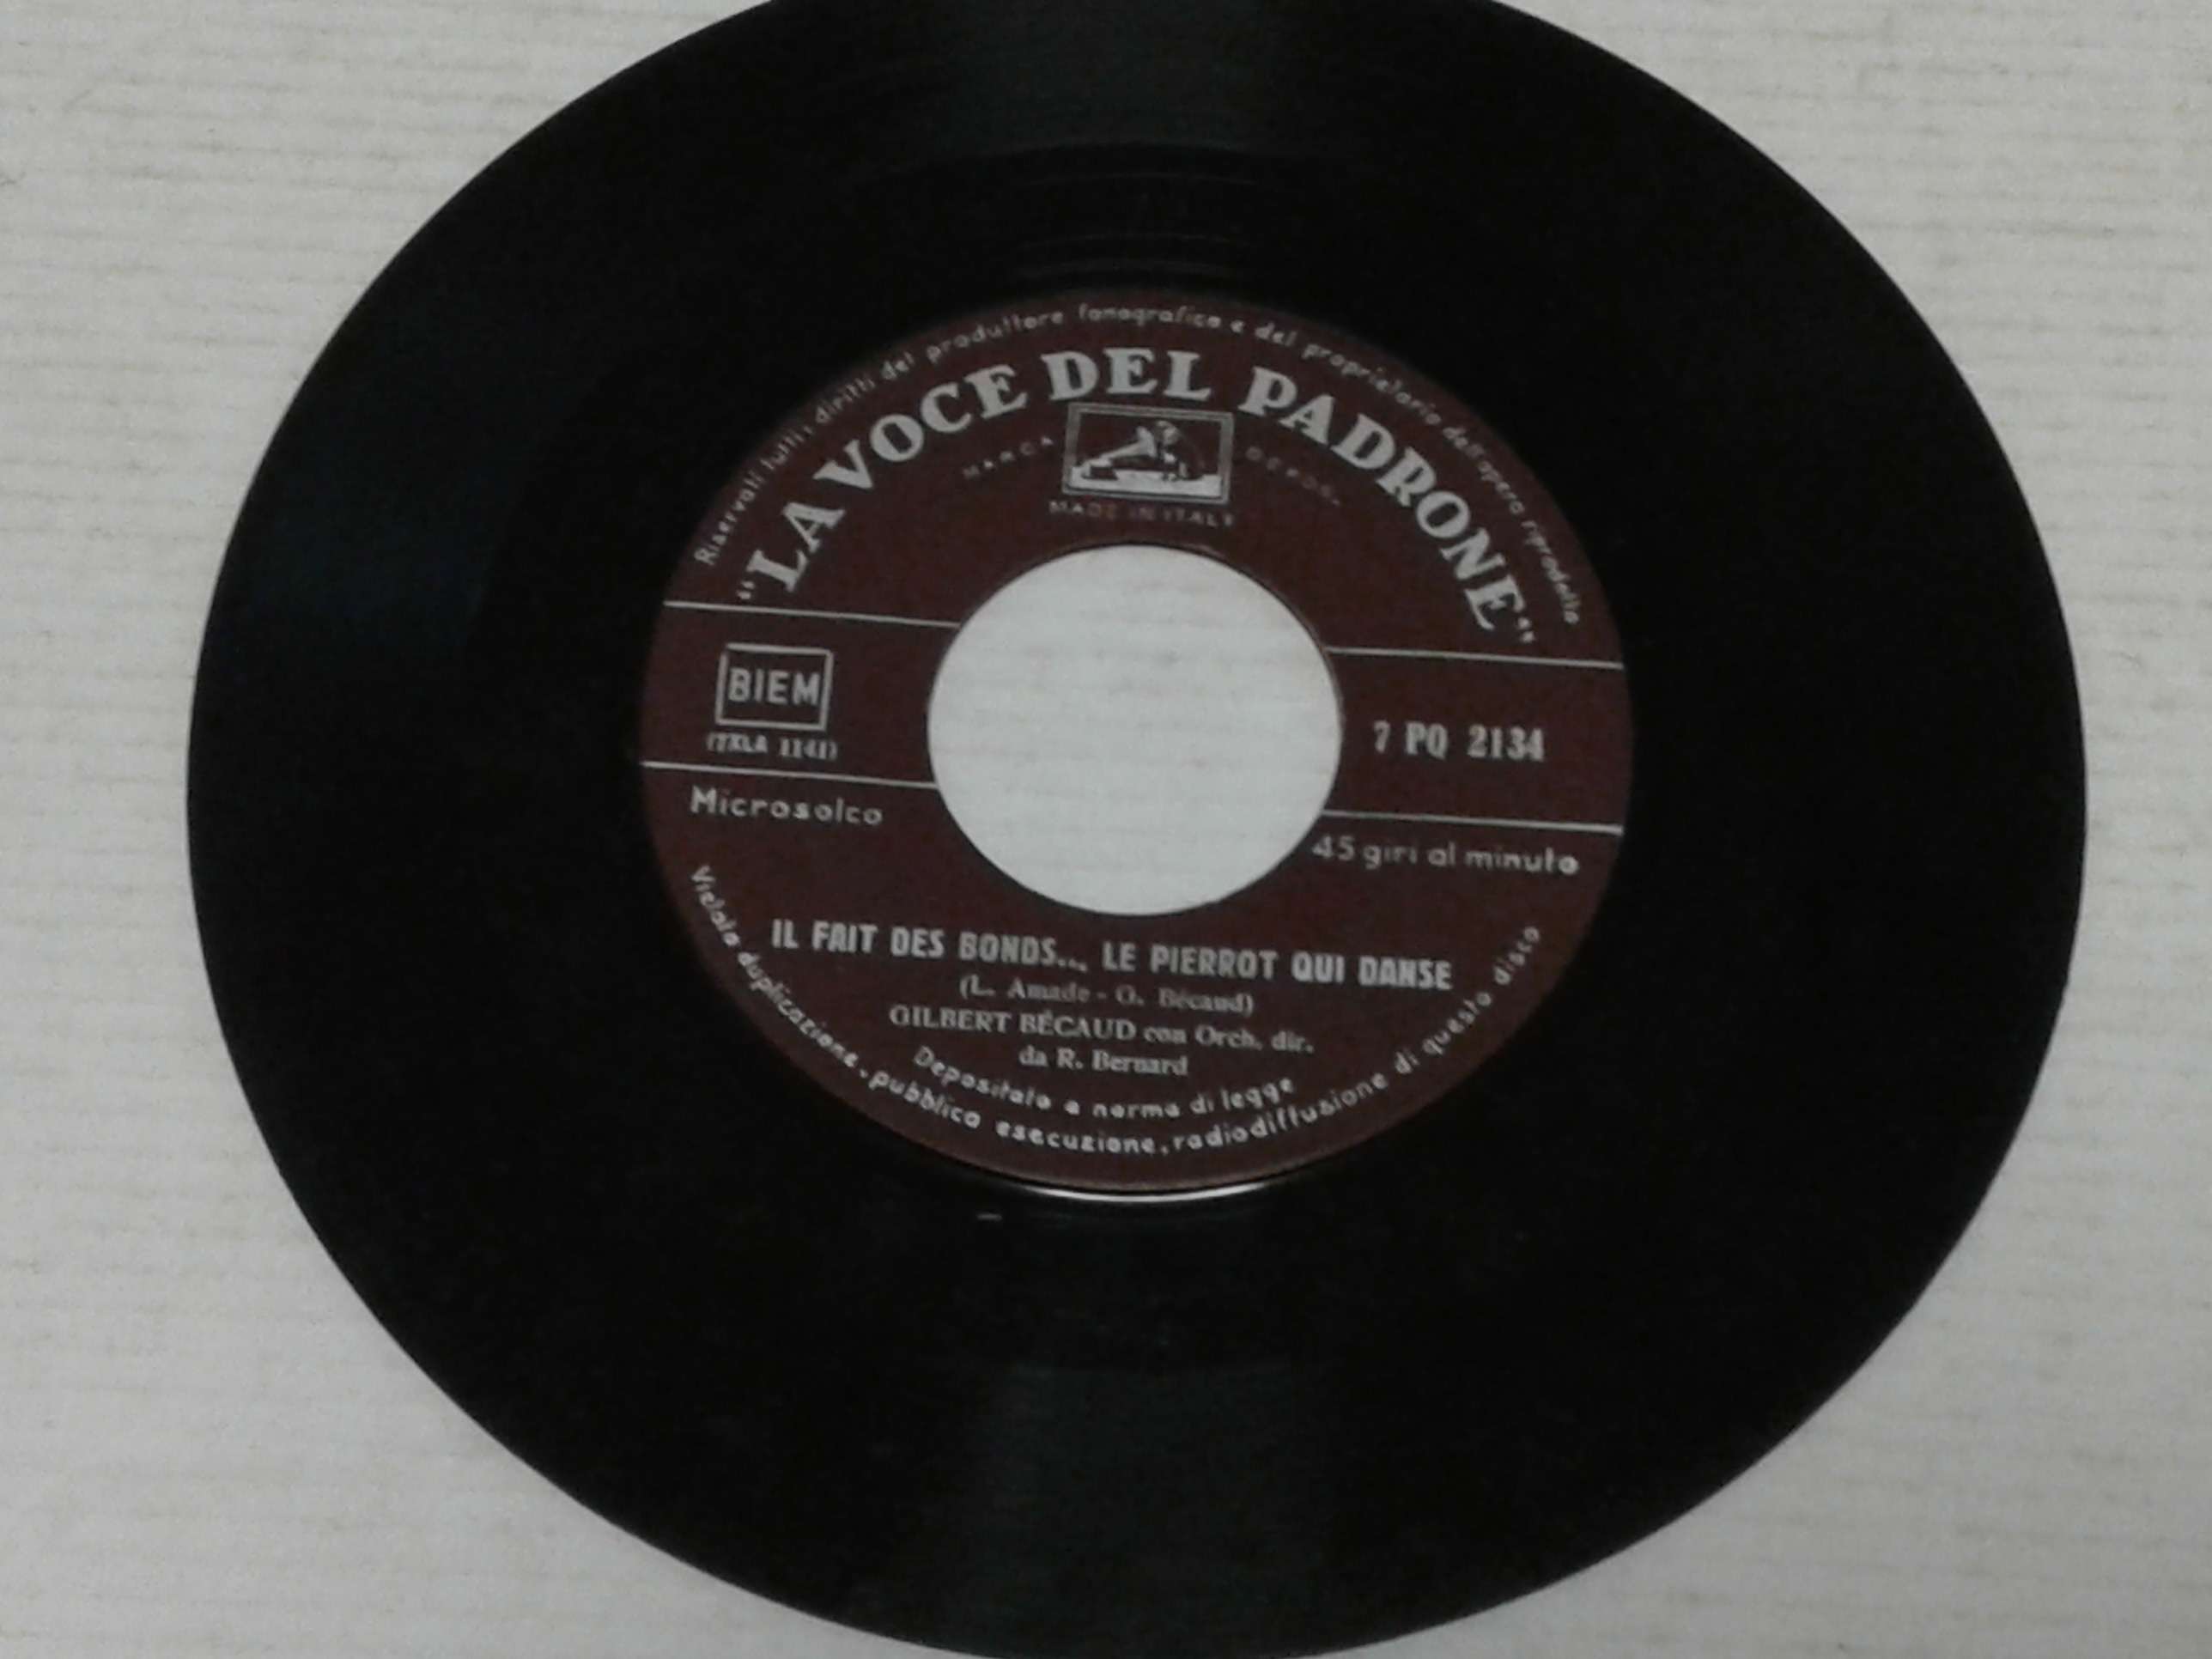 Riservati tutti i diritti del produttore fonografico e del proprietario dell'opera riprodotta
"LA VOCE DEL PADRONE"
MARCA DEPOS.
MADE IN ITALY
BIEM
(7XLA 1141)
7 PQ 2134
Microsolco
45 giri al minuto
IL FAIT DES BONDS... LE PIERROT QUI DANSE
(L. Amade - G. Bécaud)
GILBERT BÉCAUD con Orch. dir.
da R. Bernard
Depositato a norma di legge
Vietata duplicazione, pubblica esecuzione, radiodiffusione di questo disco